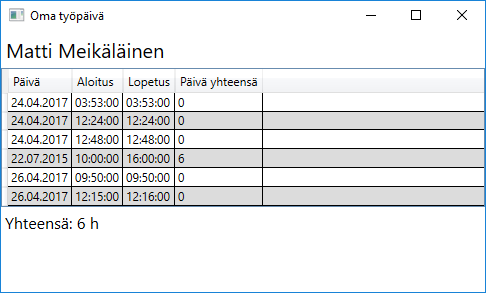 Oma työpäivä
Matti Meikäläinen
Päivä Aloitus Lopetus Päivä yhteensä
24.04.2017 03:53:00 03:53:00 0
24.04.2017 12:24:00 12:24:00 0
24.04.2017 12:48:00 12:48:00 0
22.07.2015 10:00:00 16:00:00 6
26.04.2017 09:50:00 09:50:00 0
26.04.2017 12:15:00 12:16:00 0
Yhteensä: 6 h